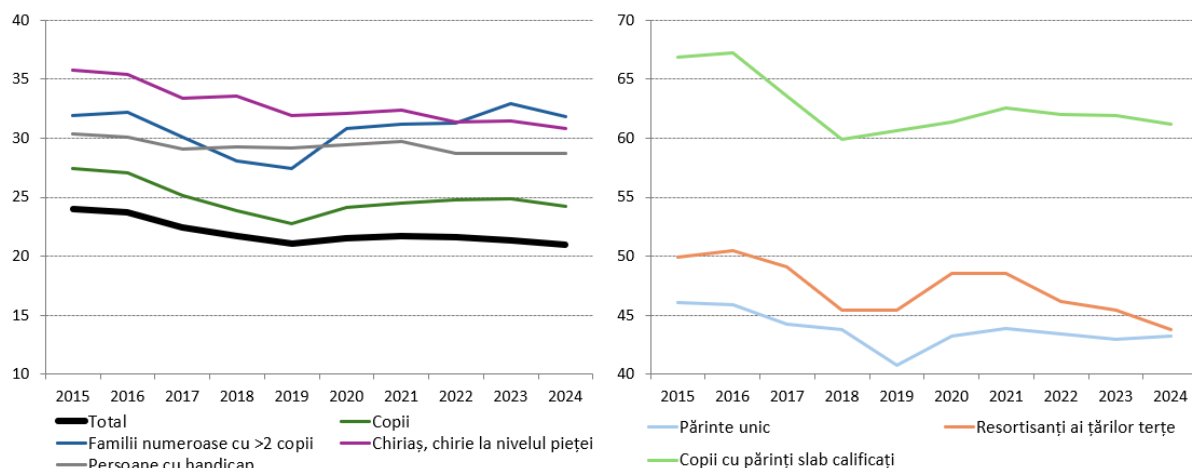 40
35
30
25
20
15
10
2015 2016 2017 2018 2019 2020 2021 2022 2023 2024
Total
Copii
Familii numeroase cu >2 copii
Chiriaș, chirie la nivelul pieței
Persoane cu handicap
70
65
60
55
50
45
40
2015 2016 2017 2018 2019 2020 2021 2022 2023 2024
Părinte unic
Resortisanți ai țărilor terțe
Copii cu părinți slab calificați